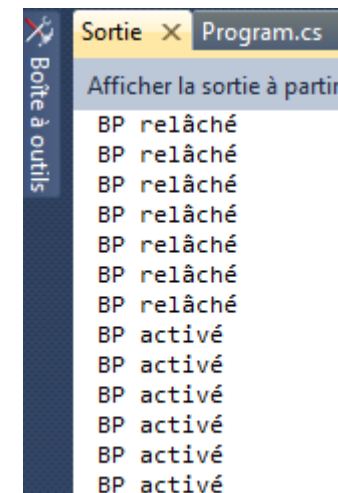 Sortie Program.cs
Boîte à outils
Afficher la sortie à partir
BP relâché
BP relâché
BP relâché
BP relâché
BP relâché
BP relâché
BP relâché
BP activé
BP activé
BP activé
BP activé
BP activé
BP activé